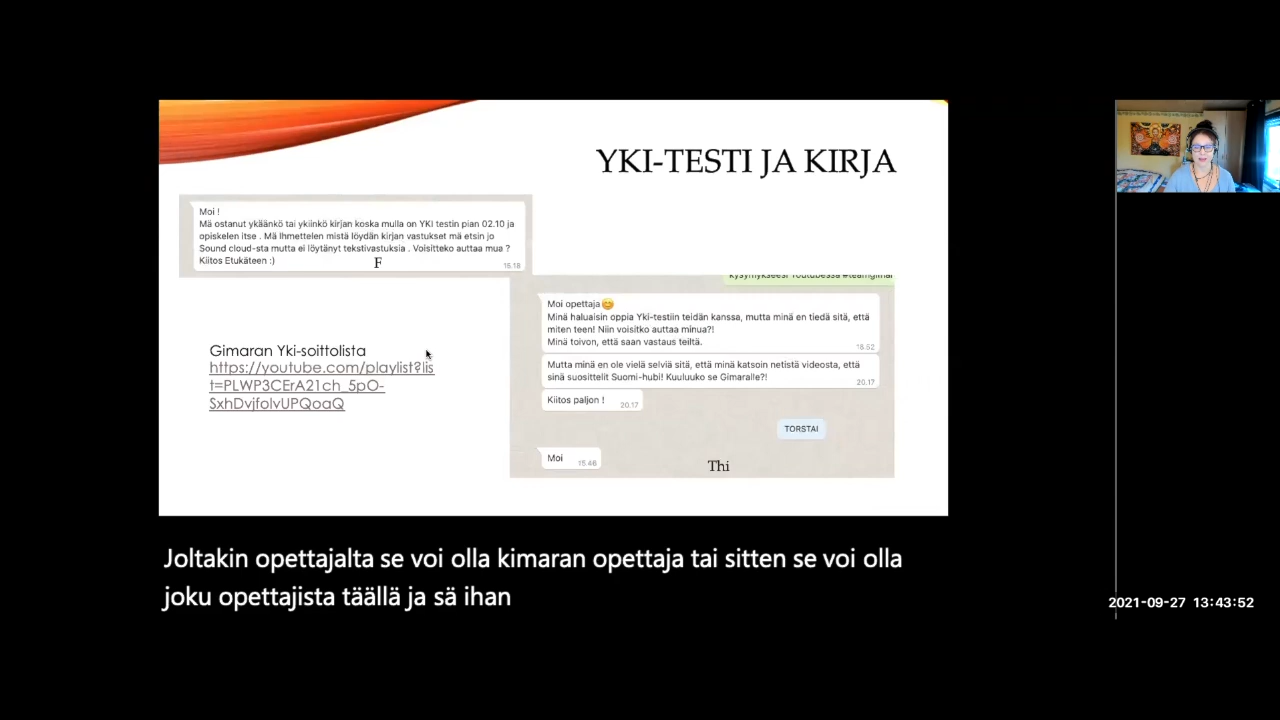 YKI-TESTI JA KIRJA
Moi !
Mä ostanut ykäänkö tai ykiinkö kirjan koska mulla on YKI testin pian 02.10 ja
opiskelen itse . Mä Ihmettelen mistä löydän kirjan vastukset mä etsin jo
Sound cloud-sta mutta ei löytänyt tekstivastuksia . Voisitteko auttaa mua ?
Kiitos Etukäteen :)
15.18
F
kysymykseesi Youtubessa
Moi opettaja😊
Minä haluaisin oppia Yki-testiin teidän kanssa, mutta minä en tiedä sitä, että
miten teen! Niin voisitko auttaa minua?!
Minä toivon, että saan vastaus teiltä.
18.52
Mutta minä en ole vielä selviä sitä, että minä katsoin netistä videosta, että
sinä suosittelit Suomi-hubi! Kuuluuko se Gimaralle?!
20.17
Kiitos paljon !
20.17
TORSTAI
Moi
15.46
Thi
Gimaran Yki-soittolista
https://youtube.com/playlist?lis
t=PLWP3CErA21ch_5pO-
SxhDvjfolvUPQoaQ
Joltakin opettajalta se voi olla kimaran opettaja tai sitten se voi olla
joku opettajista täällä ja sä ihan
2021-09-27 13:43:52